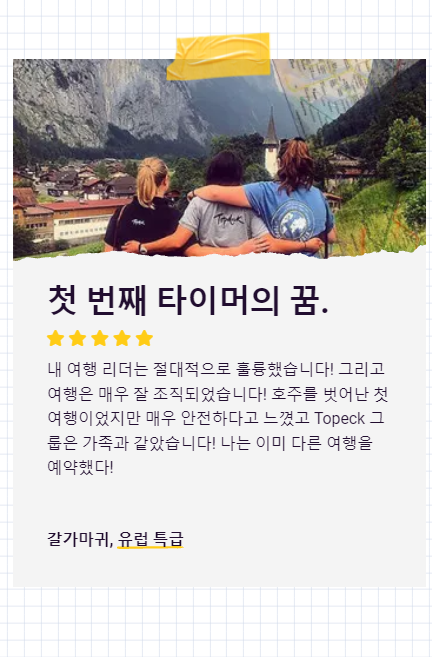 첫 번째 타이머의 꿈.
내 여행 리더는 절대적으로 훌륭했습니다! 그리고
여행은 매우 잘 조직되었습니다! 호주를 벗어난 첫
여행이었지만 매우 안전하다고 느꼈고 Topeck 그
룹은 가족과 같았습니다! 나는 이미 다른 여행을
예약했다!
갈가마귀, 유럽 특급